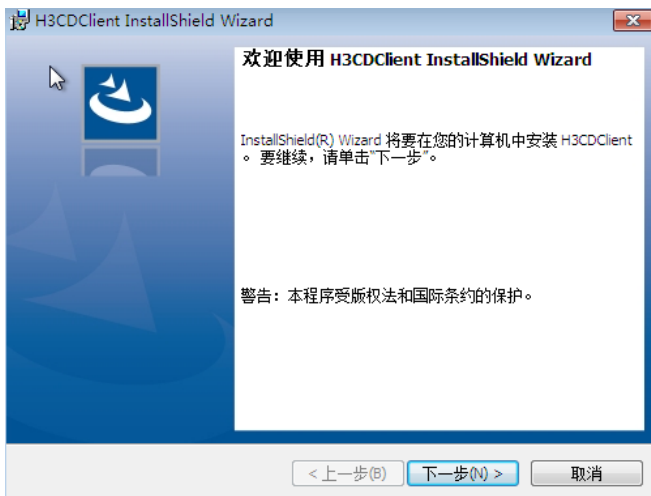 H3CDClient InstallShield Wizard
欢迎使用 H3CDClient InstallShield Wizard
InstallShield(R) Wizard 将要在您的计算机中安装 H3CDClient
。 要继续，请单击"下一步"。
警告：本程序受版权法和国际条约的保护。
< 上一步(B)
下一步(N) >
取消